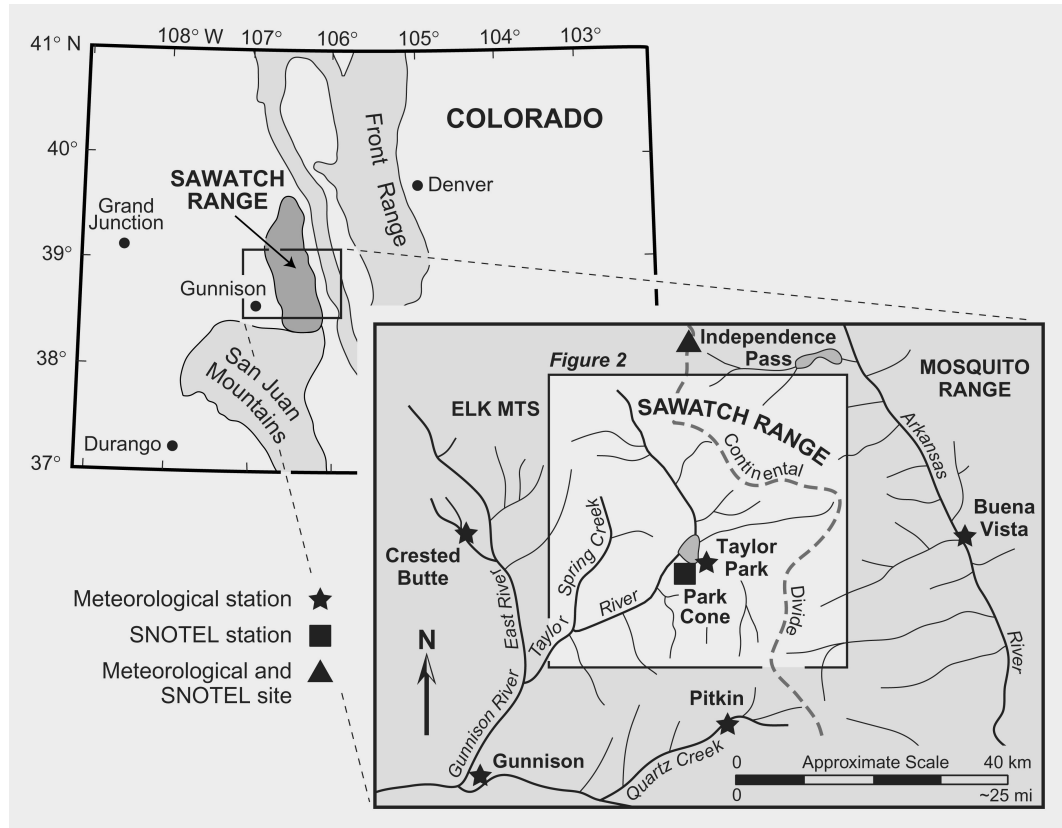 41° N
108° W
107°
106°
105°
104°
103°
40°
39°
38°
37°
COLORADO
Front Range
Denver
SAWATCH
RANGE
Grand
Junction
Gunnison
San Juan
Mountains
Durango
Independence
Pass
Figure 2
MOSQUITO
RANGE
ELK MTS
SAWATCH RANGE
Continental
Divide
Arkansas
River
Buena
Vista
Crested
Butte
Spring Creek
Taylor
Park
Park
Cone
East River
Taylor
River
Gunnison River
Pitkin
Gunnison
Quartz Creek
Meteorological station
SNOTEL station
Meteorological and
SNOTEL site
N
0
Approximate Scale
40 km
0
~25 mi